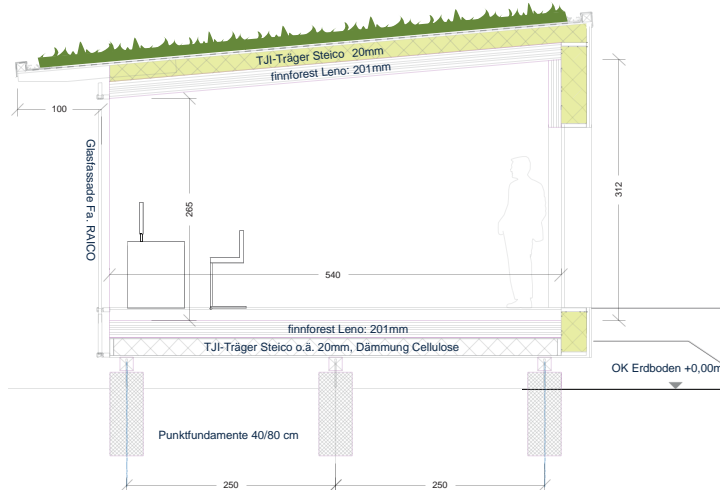 TJI-Träger Steico 20mm
finnforest Leno: 201mm
100
Glasfassade Fa. RAICO
265
312
540
finnforest Leno: 201mm
TJI-Träger Steico o.ä. 20mm, Dämmung Cellulose
OK Erdboden +0,00m
Punktfundamente 40/80 cm
250
250